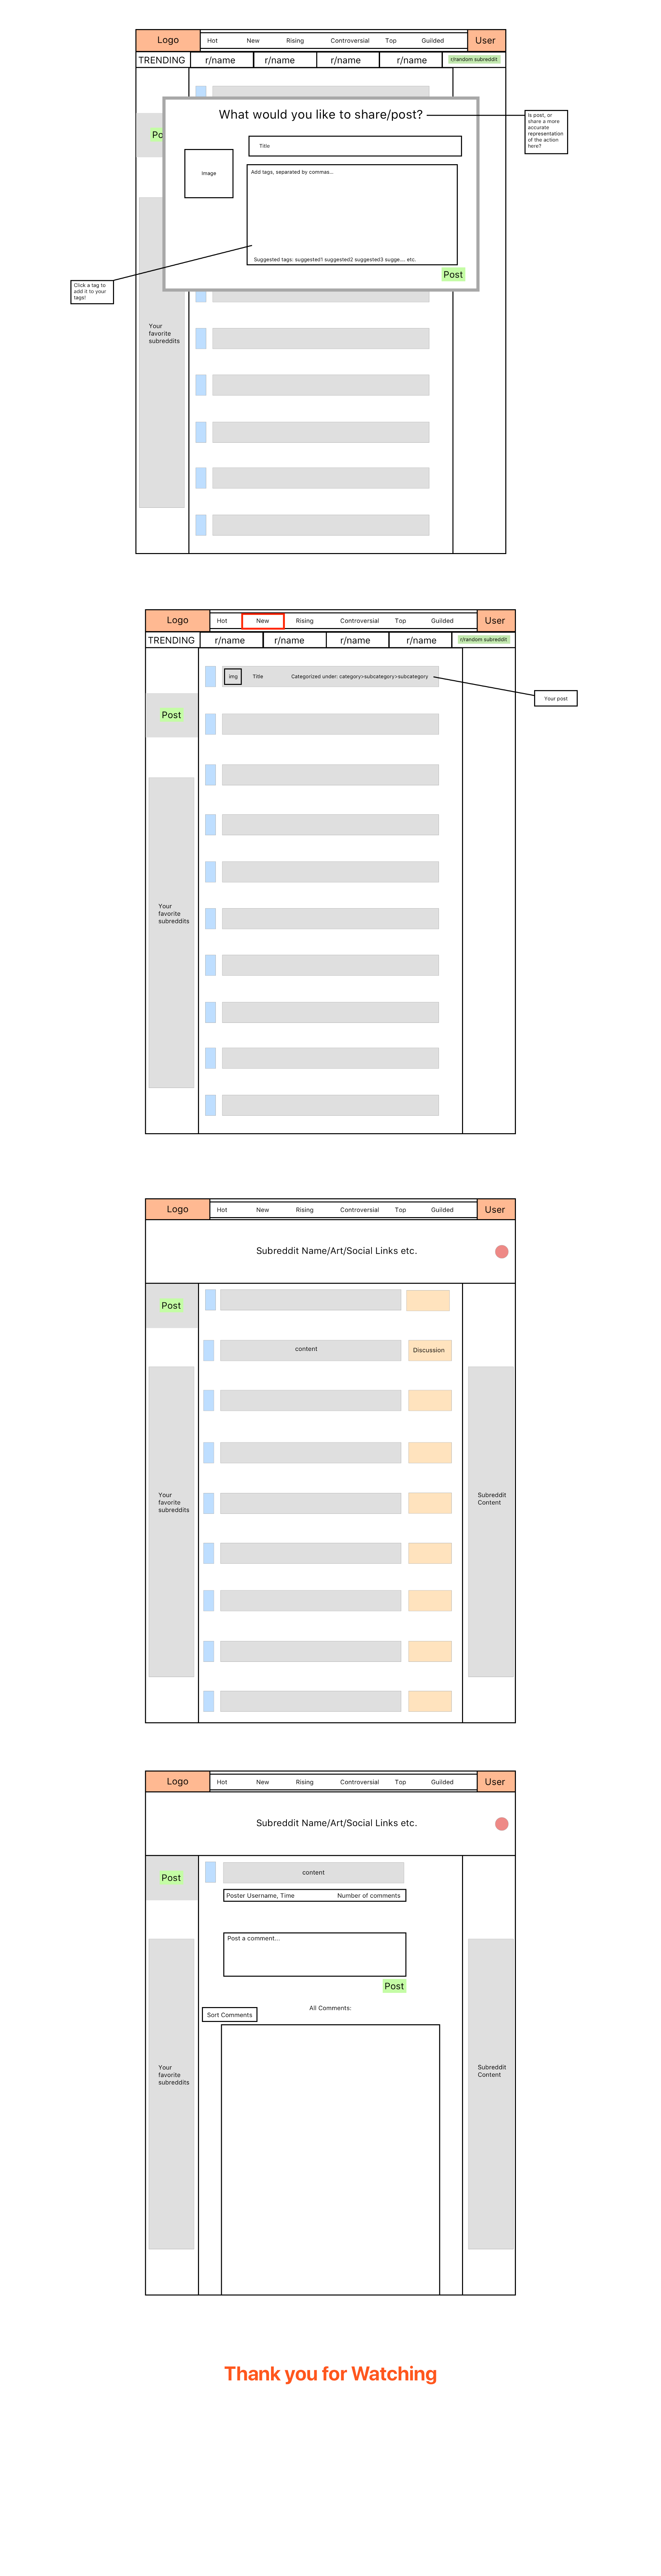 Logo
Hot New Rising Controversial Top Guilded
User
TRENDING r/name r/name r/name r/name r/random subreddit
What would you like to share/post?
Is post, or
share a more
accurate
representation
of the action
here?
Po
Title
Image
Add tags, separated by commas...
Suggested tags: suggested1 suggested2 suggested3 sugge.... etc.
Post
Click a tag to
add it to your
tags!
Your
favorite
subreddits
Logo
Hot New Rising Controversial Top Guilded
User
TRENDING r/name r/name r/name r/name r/random subreddit
img Title Categorized under: category>subcategory>subcategory
Your post
Post
Your
favorite
subreddits
Logo
Hot New Rising Controversial Top Guilded
User
Subreddit Name/Art/Social Links etc.
Post
content
Discussion
Your
favorite
subreddits
Subreddit
Content
Logo
Hot New Rising Controversial Top Guilded
User
Subreddit Name/Art/Social Links etc.
Post
content
Poster Username, Time Number of comments
Post a comment...
Post
All Comments:
Sort Comments
Your
favorite
subreddits
Subreddit
Content
Thank you for Watching